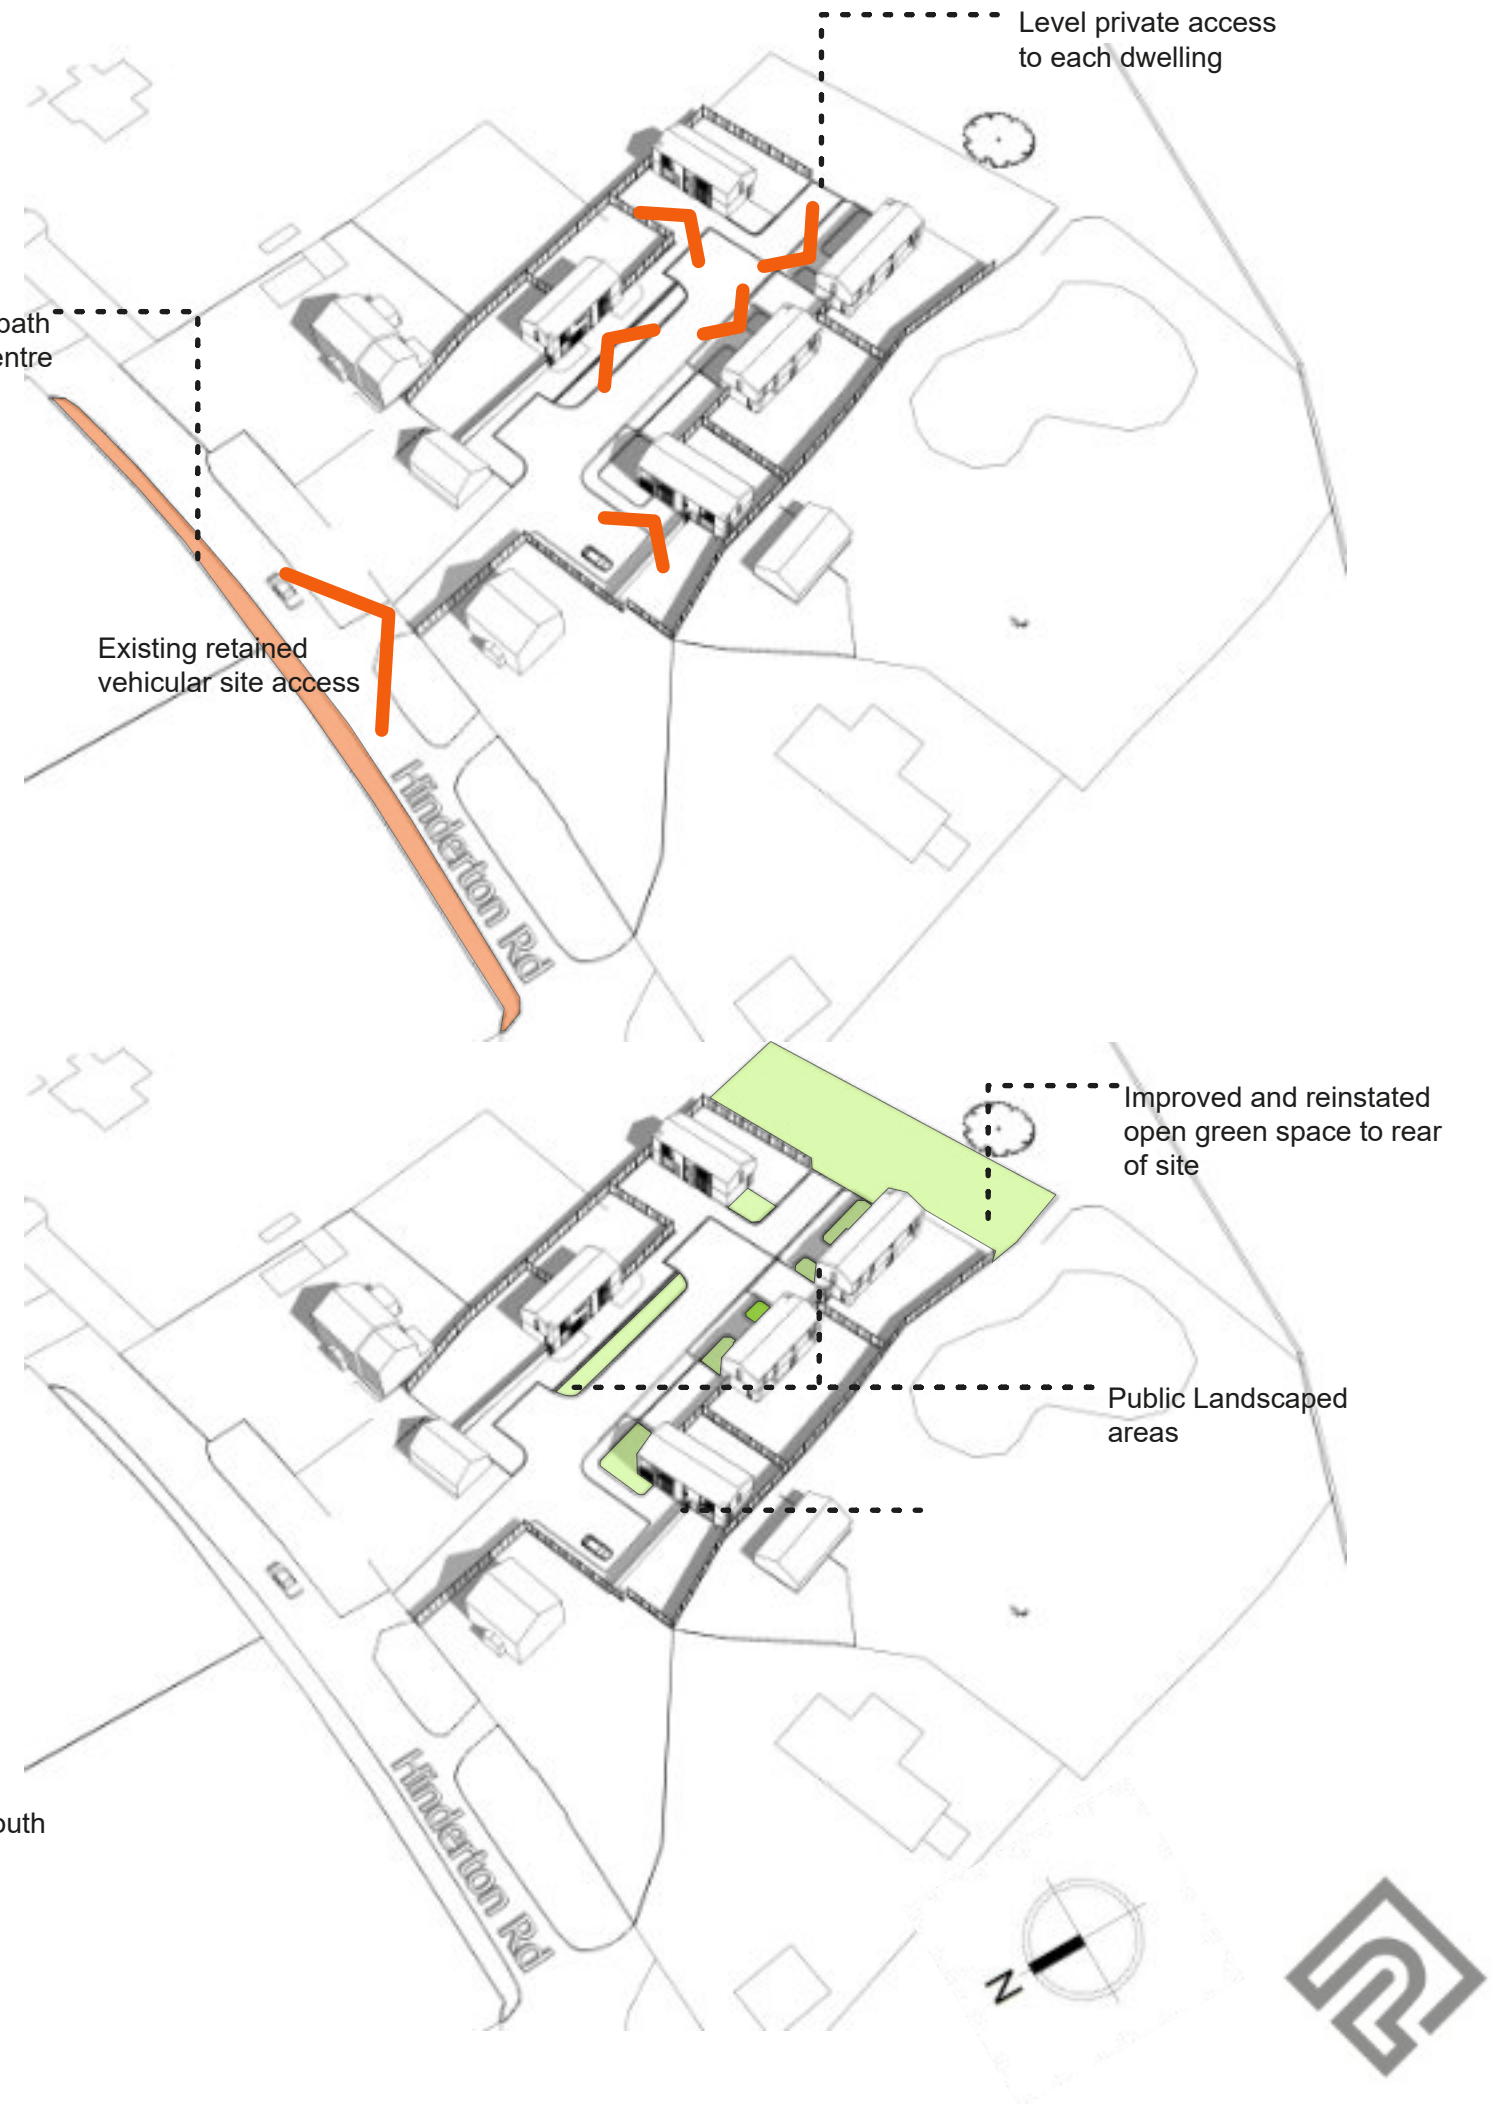 Level private access
to each dwelling
path
entre
Existing retained
vehicular site access
Hinderton Rd
Improved and reinstated
open green space to rear
of site
Public Landscaped
areas
outh
Hinderton Rd
N